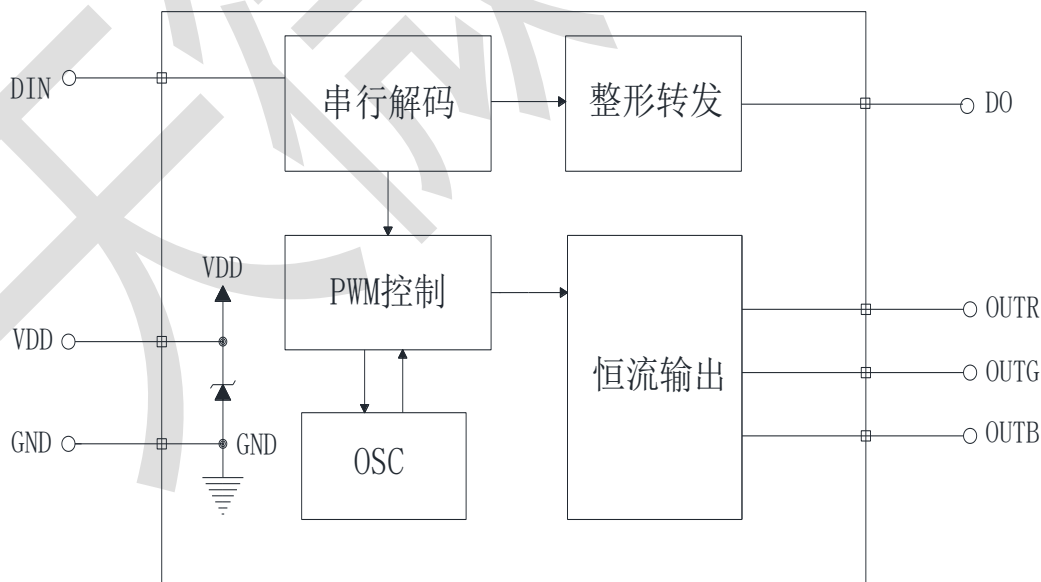 DIN
串行解码
整形转发
DO
VDD
PWM控制
恒流输出
OUTR
VDD
OUTG
GND
GND
OSC
OUTB